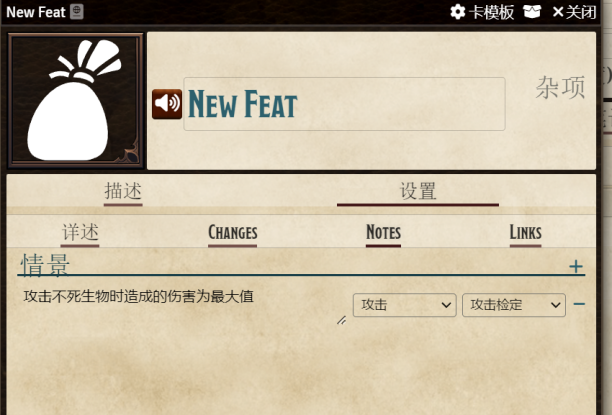 New Feat 卡模板 ×关闭
New Feat 杂项
描述 设置
详述 Changes Notes Links
情景 +
攻击不死生物时造成的伤害为最大值 攻击 攻击检定 −